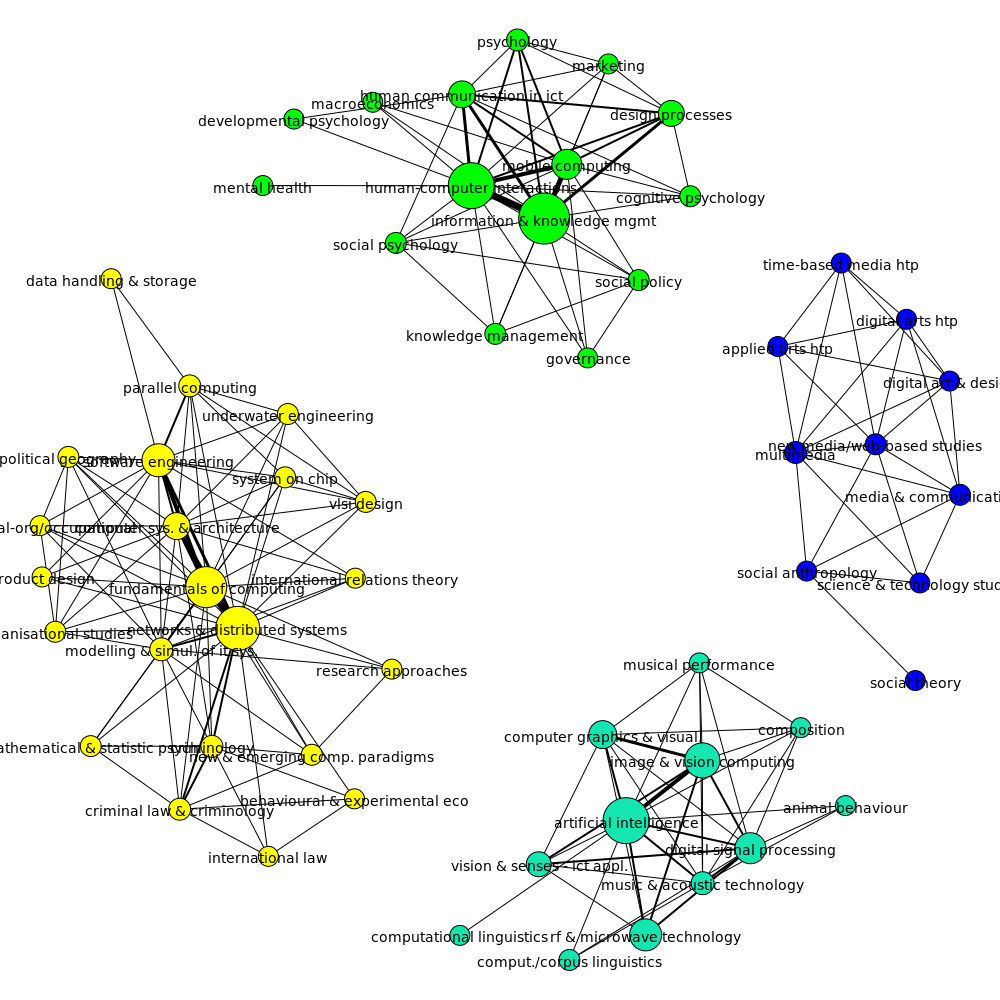 psychology
marketing
human communication in ict
macroeconomics
developmental psychology
design processes
mobile computing
mental health
human-computer interactions
cognitive psychology
information & knowledge mgmt
social psychology
social policy
knowledge management
governance
time-based media htp
digital arts htp
applied arts htp
digital art & desi
new media/web-based studies
multimedia
media & communicati
social anthropology
science & technology stud
social theory
data handling & storage
parallel computing
underwater engineering
political geography
software engineering
system on chip
vlsi design
al-org/occupational
computer sys. & architecture
roduct design
fundamentals of computing
international relations theory
anisational studies
networks & distributed systems
modelling & simul. of it sys.
research approaches
athematical & statistic psych
criminology
new & emerging comp. paradigms
criminal law & criminology
behavioural & experimental eco
international law
musical performance
computer graphics & visual.
composition
image & vision computing
animal behaviour
artificial intelligence
digital signal processing
vision & senses - ict appl.
music & acoustic technology
computational linguistics
rf & microwave technology
comput./corpus linguistics